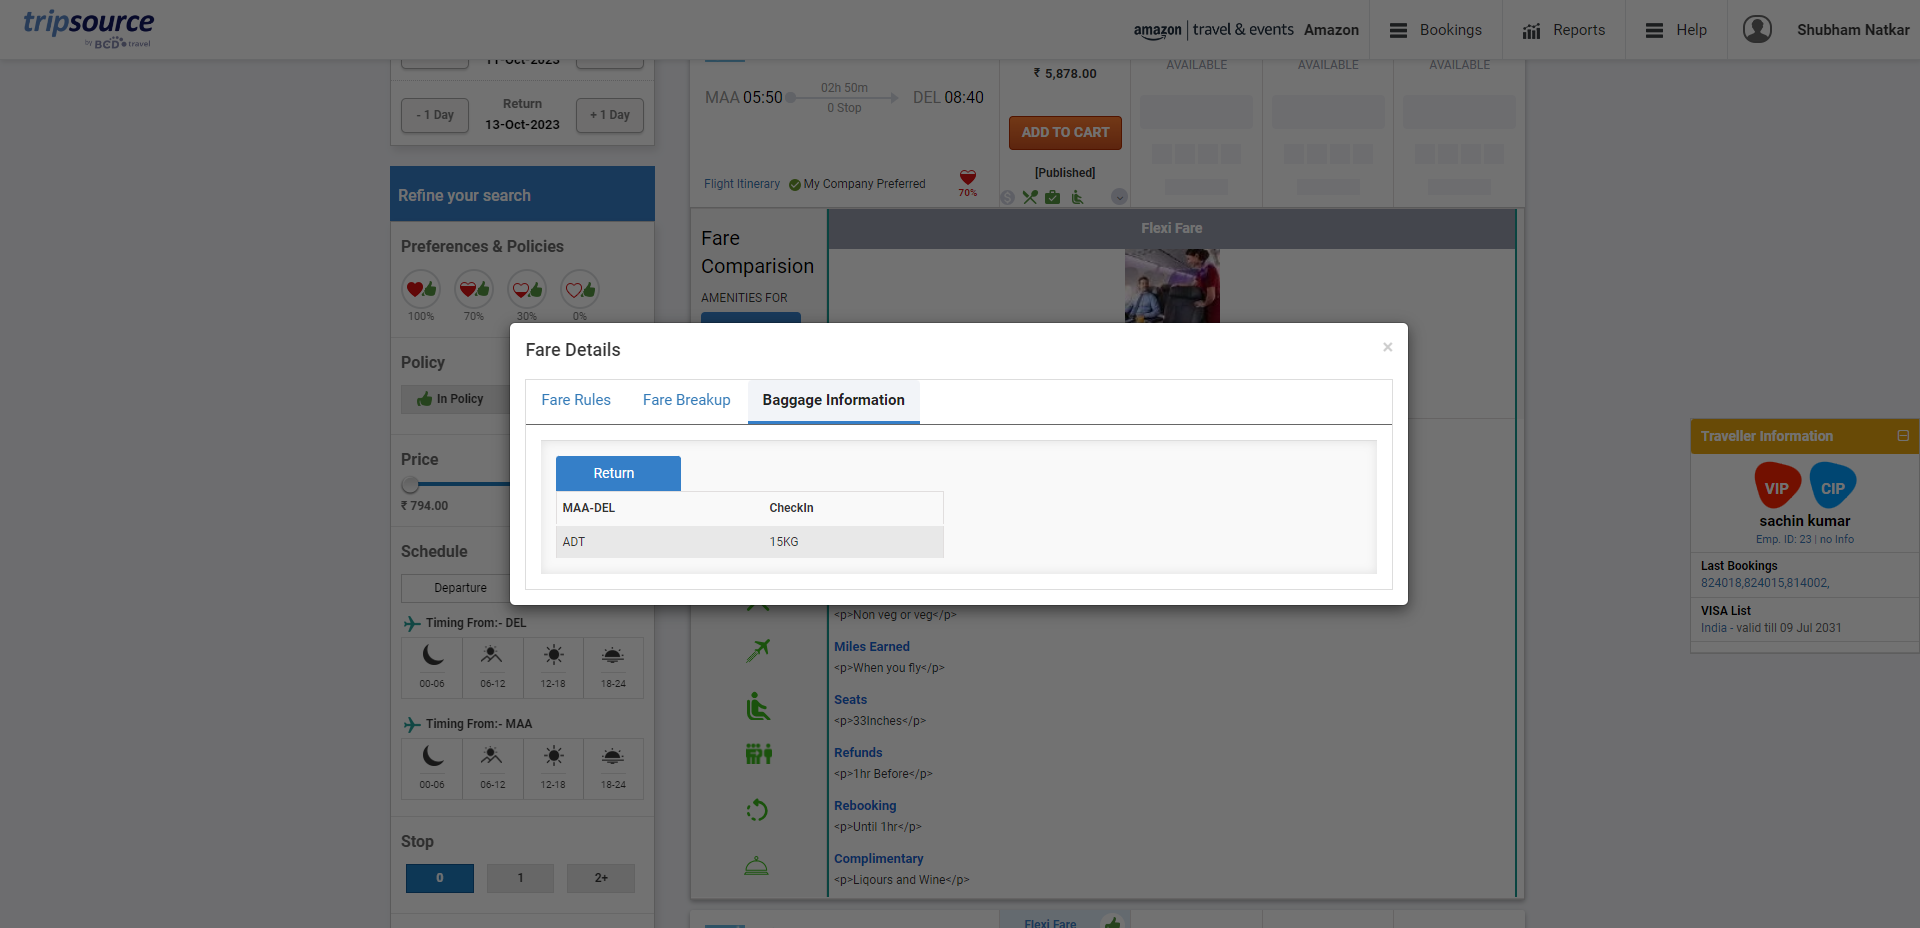 tripsource
by BCD travel
amazon | travel & events Amazon
Bookings
Reports
Help
Shubham Natkar
11-Oct-2023
- 1 Day
Return
13-Oct-2023
+ 1 Day
Refine your search
Preferences & Policies
100%
70%
30%
0%
Policy
In Policy
Price
₹ 794.00
Schedule
Departure
Timing From:- DEL
00-06
06-12
12-18
18-24
Timing From:- MAA
00-06
06-12
12-18
18-24
Stop
0
1
2+
MAA 05:50
02h 50m
0 Stop
DEL 08:40
Flight Itinerary
My Company Preferred
70%
₹ 5,878.00
ADD TO CART
[Published]
AVAILABLE
AVAILABLE
AVAILABLE
Fare
Comparision
AMENITIES FOR
Flexi Fare
Fare Details
×
Fare Rules
Fare Breakup
Baggage Information
Return
MAA-DEL CheckIn
ADT 15KG
<p>Non veg or veg</p>
Miles Earned
<p>When you fly</p>
Seats
<p>33Inches</p>
Refunds
<p>1hr Before</p>
Rebooking
<p>Until 1hr</p>
Complimentary
<p>Liqours and Wine</p>
Flexi Fare
Traveller Information
VIP
CIP
sachin kumar
Emp. ID: 23 | no Info
Last Bookings
824018,824015,814002,
VISA List
India - valid till 09 Jul 2031